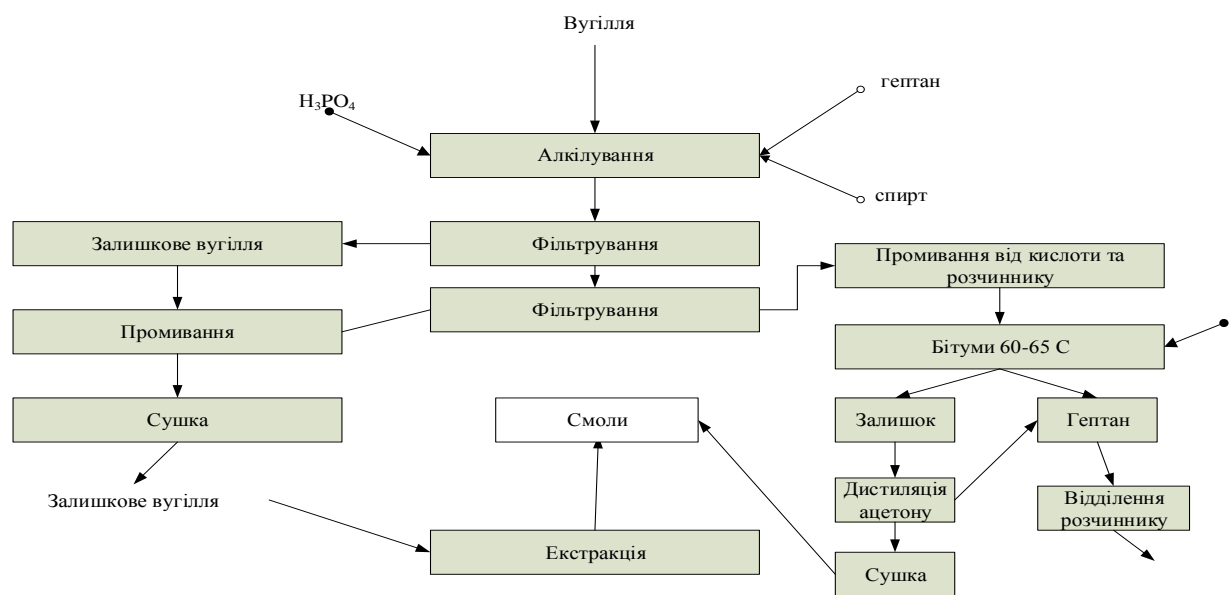 Вугілля
гептан
H₃PO₄
Алкілування
спирт
Залишкове вугілля
Фільтрування
Промивання від кислоти та
розчиннику
Фільтрування
Промивання
Бітуми 60-65 С
Сушка
Смоли
Залишок
Гептан
Дистиляція
ацетону
Відділення
розчиннику
Залишкове вугілля
Екстракція
Сушка